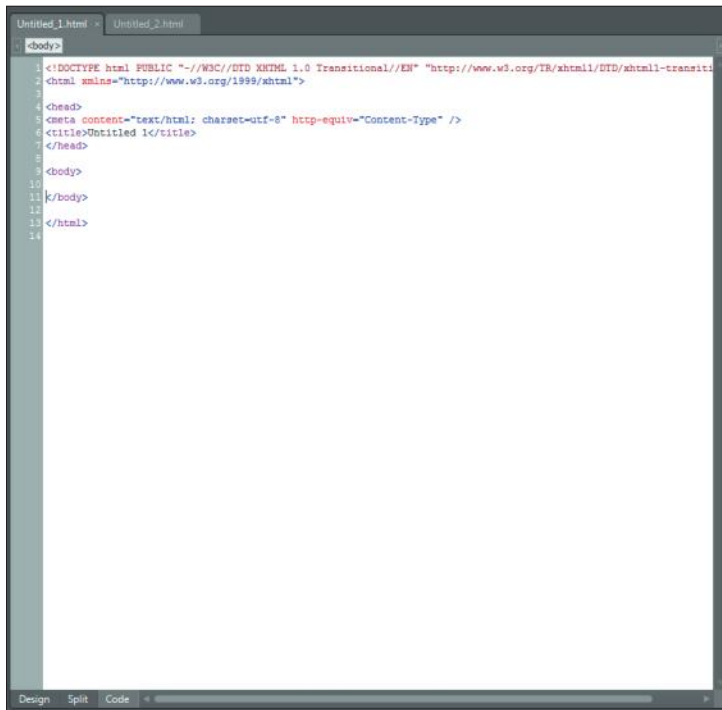 Untitled_1.html × Untitled_2.html
<body>
1 <!DOCTYPE html PUBLIC "-//W3C//DTD XHTML 1.0 Transitional//EN" "http://www.w3.org/TR/xhtml1/DTD/xhtml1-transiti
2 <html xmlns="http://www.w3.org/1999/xhtml">
3
4 <head>
5 <meta content="text/html; charset=utf-8" http-equiv="Content-Type" />
6 <title>Untitled 1</title>
7 </head>
8
9 <body>
10
11 </body>
12
13 </html>
14
Design Split Code